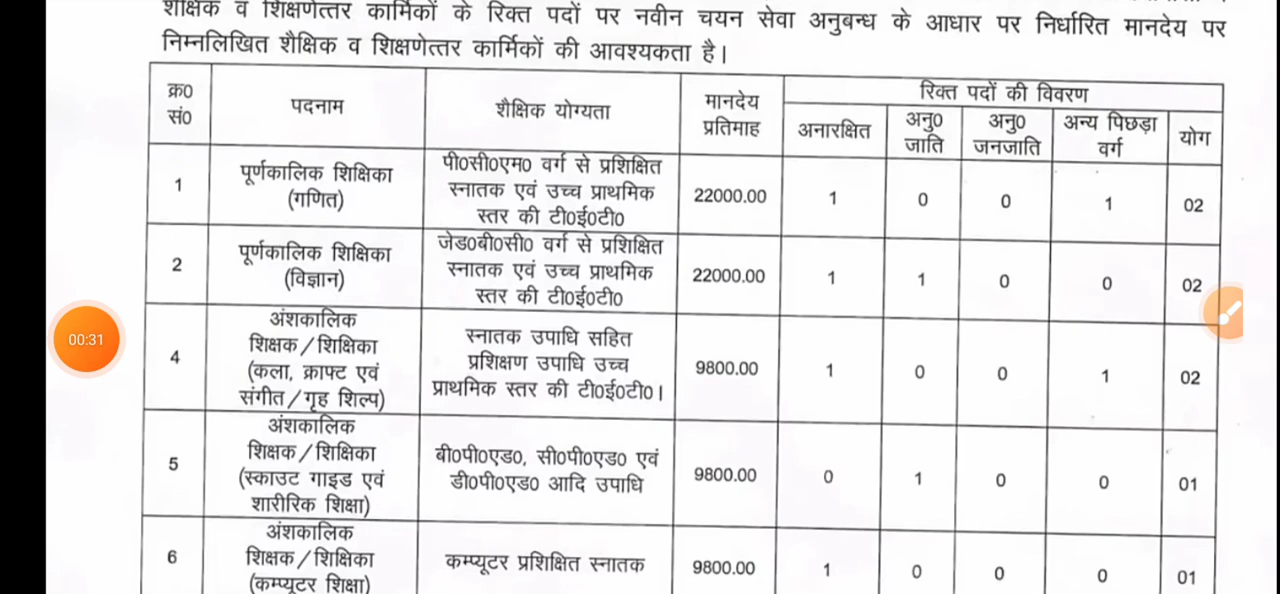 शैक्षिक व शिक्षणेत्तर कार्मिकों के रिक्त पदों पर नवीन चयन सेवा अनुबन्ध के आधार पर निर्धारित मानदेय पर
निम्नलिखित शैक्षिक व शिक्षणेत्तर कार्मिकों की आवश्यकता है।
क्र0 सं0 पदनाम शैक्षिक योग्यता मानदेय प्रतिमाह रिक्त पदों की विवरण
अनारक्षित अनु0 जाति अनु0 जनजाति अन्य पिछड़ा वर्ग योग
1 पूर्णकालिक शिक्षिका (गणित) पी0सी0एम0 वर्ग से प्रशिक्षित स्नातक एवं उच्च प्राथमिक स्तर की टी0ई0टी0 22000.00 1 0 0 1 02
2 पूर्णकालिक शिक्षिका (विज्ञान) जेड0बी0सी0 वर्ग से प्रशिक्षित स्नातक एवं उच्च प्राथमिक स्तर की टी0ई0टी0 22000.00 1 1 0 0 02
4 अंशकालिक शिक्षक/शिक्षिका (कला, क्राफ्ट एवं संगीत/गृह शिल्प) स्नातक उपाधि सहित प्रशिक्षण उपाधि उच्च प्राथमिक स्तर की टी0ई0टी0। 9800.00 1 0 0 1 02
5 अंशकालिक शिक्षक/शिक्षिका (स्काउट गाइड एवं शारीरिक शिक्षा) बी0पी0एड0, सी0पी0एड0 एवं डी0पी0एड0 आदि उपाधि 9800.00 0 1 0 0 01
6 अंशकालिक शिक्षक/शिक्षिका (कम्प्यूटर शिक्षा) कम्प्यूटर प्रशिक्षित स्नातक 9800.00 1 0 0 0 01
00:31